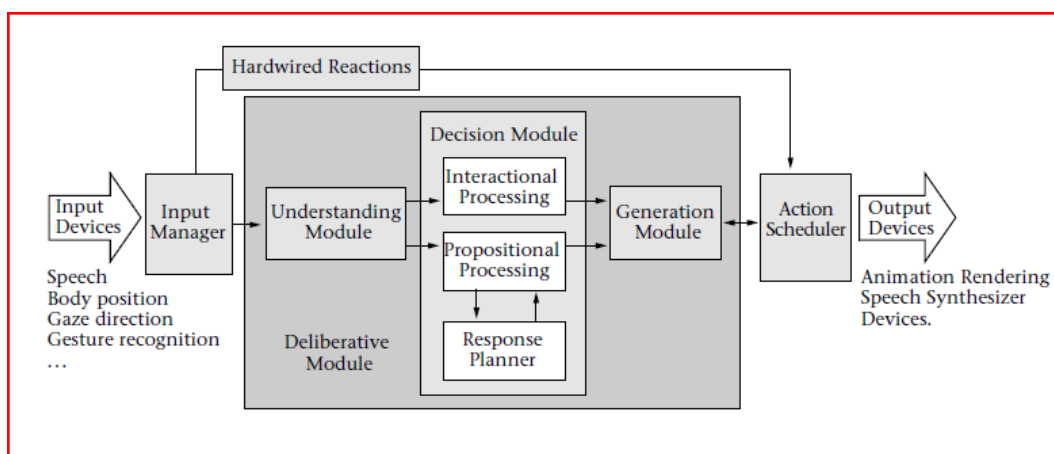 Hardwired Reactions
Decision Module
Interactional
Processing
Input
Devices
Input
Manager
Understanding
Module
Generation
Module
Action
Scheduler
Output
Devices
Propositional
Processing
Speech
Body position
Gaze direction
Gesture recognition
…
Animation Rendering
Speech Synthesizer
Devices.
Deliberative
Module
Response
Planner